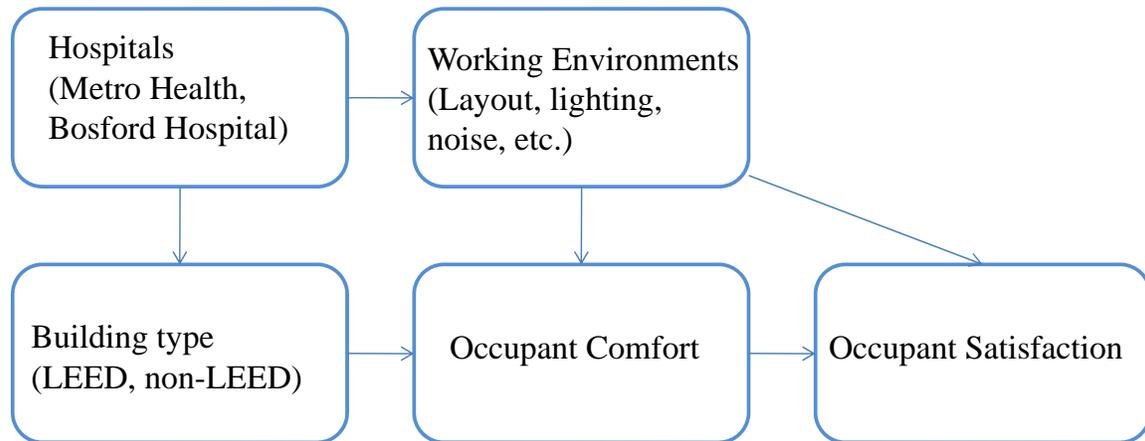 Hospitals
(Metro Health,
Bosford Hospital)
Working Environments
(Layout, lighting,
noise, etc.)
Building type
(LEED, non-LEED)
Occupant Comfort
Occupant Satisfaction